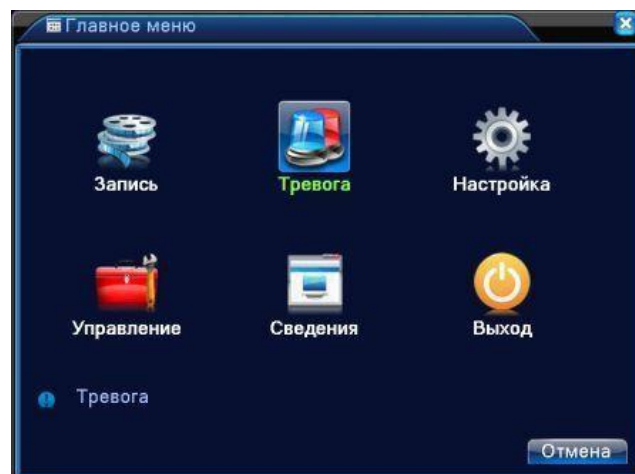 Главное меню
Запись Тревога Настройка
Управление Сведения Выход
Тревога
Отмена